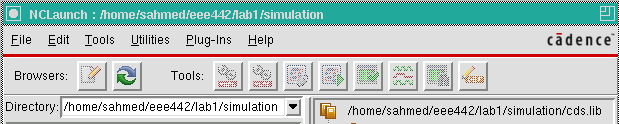 NCLaunch : /home/sahmed/eee442/lab1/simulation
File Edit Tools Utilities Plug-Ins Help cādence™
Browsers: Tools:
Directory: /home/sahmed/eee442/lab1/simulation /home/sahmed/eee442/lab1/simulation/cds.lib